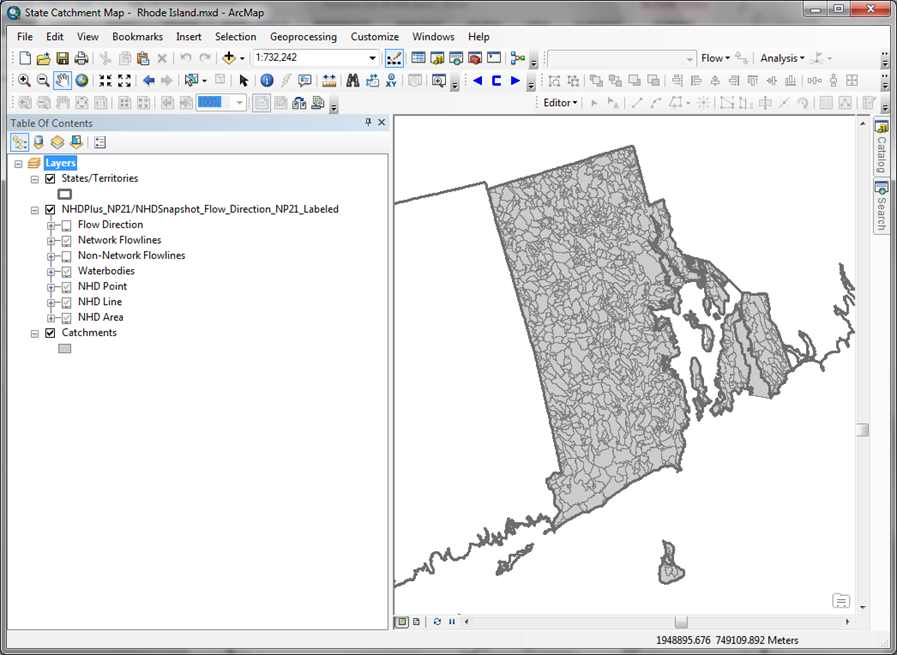 State Catchment Map - Rhode Island.mxd - ArcMap
File Edit View Bookmarks Insert Selection Geoprocessing Customize Windows Help
1:732,242 Flow Analysis
XY
100% Editor
Table Of Contents
Layers
States/Territories
NHDPlus_NP21/NHDSnapshot_Flow_Direction_NP21_Labeled
Flow Direction
Network Flowlines
Non-Network Flowlines
Waterbodies
NHD Point
NHD Line
NHD Area
Catchments
Catalog
Search
1948895.676 749109.892 Meters